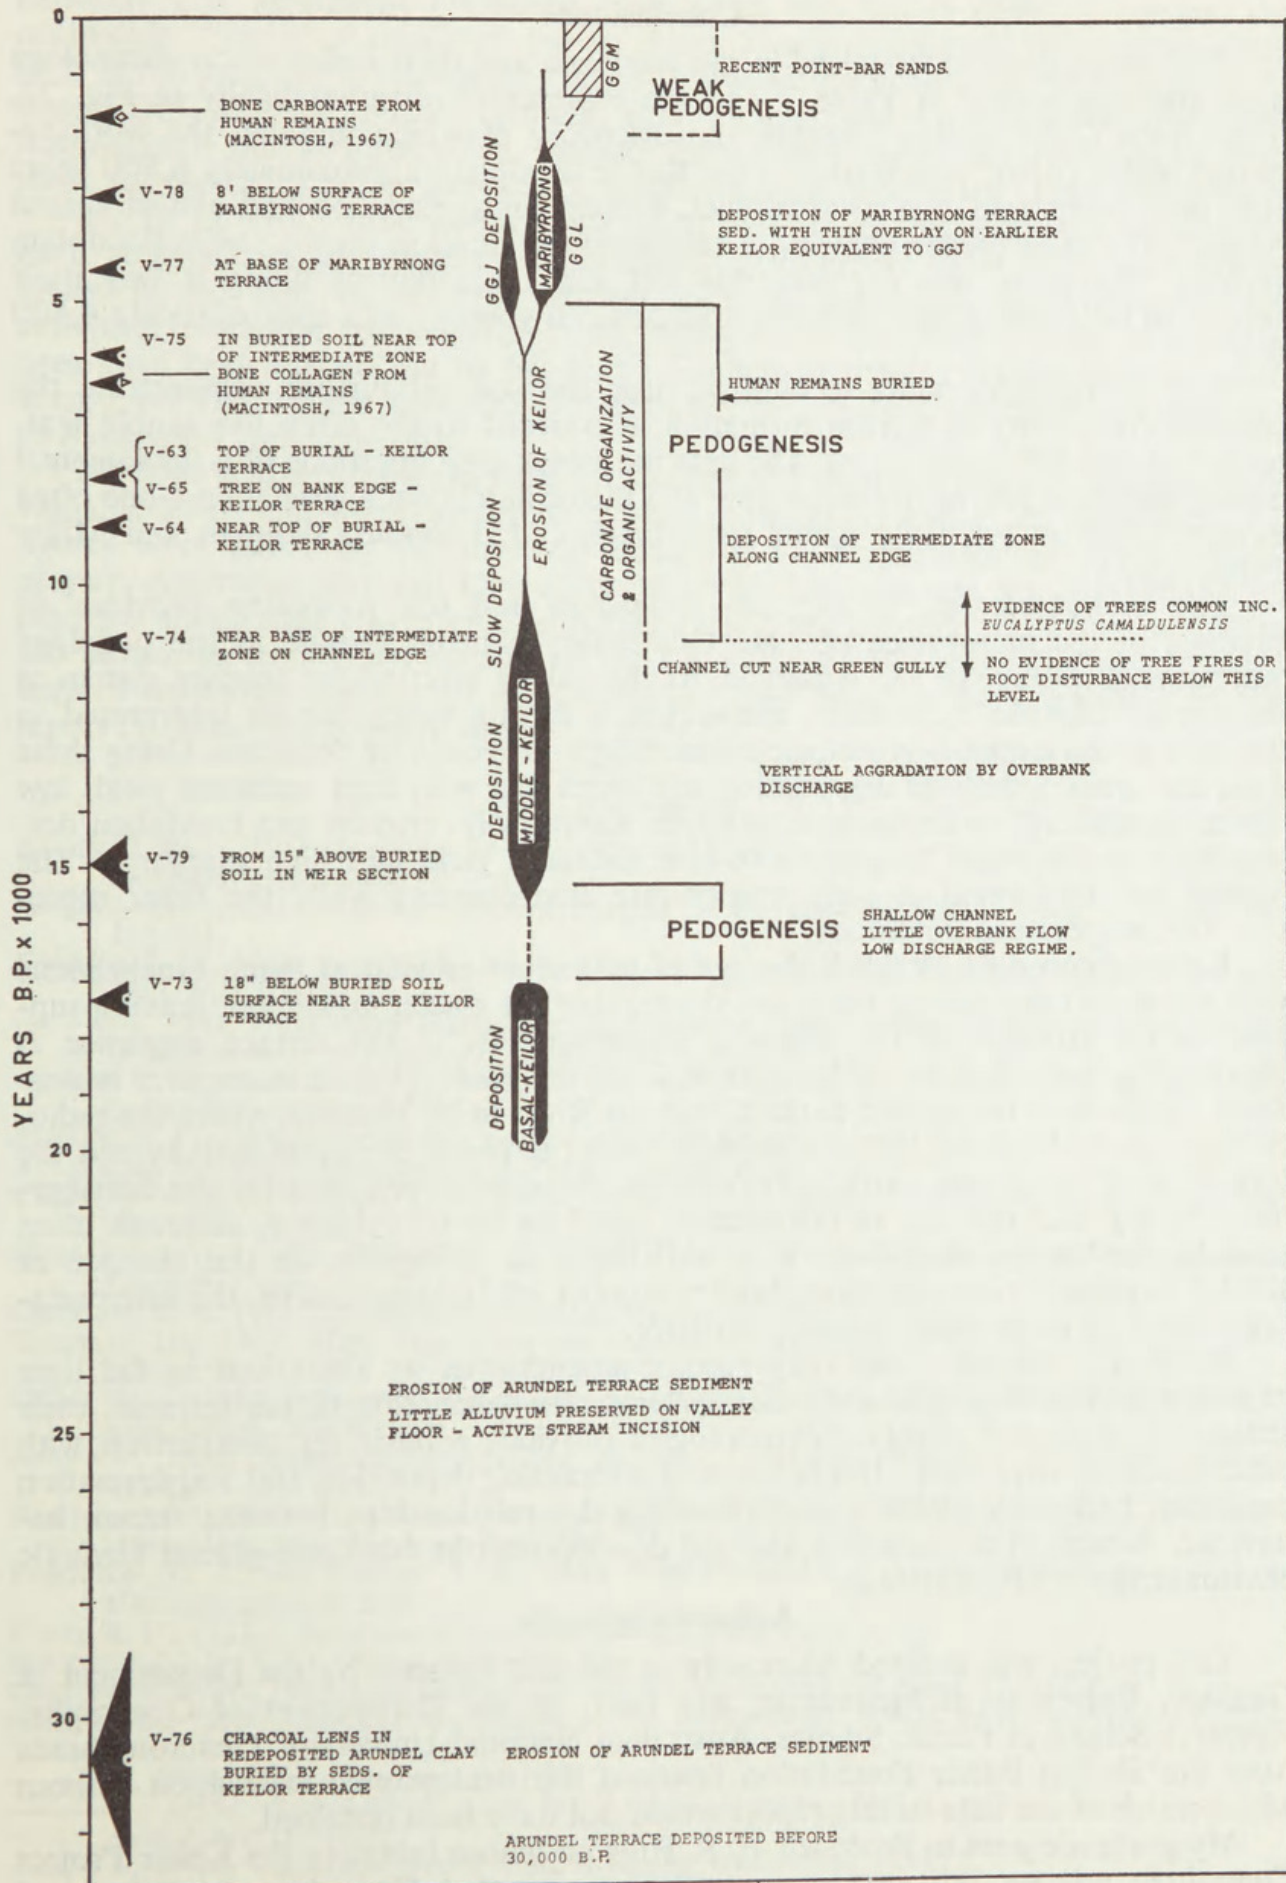 0
GGM
RECENT POINT-BAR SANDS.
WEAK
PEDOGENESIS
BONE CARBONATE FROM
HUMAN REMAINS
(MACINTOSH, 1967)
V-78 8' BELOW SURFACE OF
MARIBYRNONG TERRACE
GGJ DEPOSITION
MARIBYRNONG
GGL
DEPOSITION OF MARIBYRNONG TERRACE
SED. WITH THIN OVERLAY ON EARLIER
KEILOR EQUIVALENT TO GGJ
V-77 AT BASE OF MARIBYRNONG
TERRACE
5
V-75 IN BURIED SOIL NEAR TOP
OF INTERMEDIATE ZONE
BONE COLLAGEN FROM
HUMAN REMAINS
(MACINTOSH, 1967)
HUMAN REMAINS BURIED
PEDOGENESIS
V-63 TOP OF BURIAL - KEILOR
TERRACE
V-65 TREE ON BANK EDGE -
KEILOR TERRACE
V-64 NEAR TOP OF BURIAL -
KEILOR TERRACE
EROSION OF KEILOR
CARBONATE ORGANIZATION
& ORGANIC ACTIVITY
DEPOSITION OF INTERMEDIATE ZONE
ALONG CHANNEL EDGE
10
SLOW DEPOSITION
EVIDENCE OF TREES COMMON INC.
EUCALYPTUS CAMALDULENSIS
V-74 NEAR BASE OF INTERMEDIATE
ZONE ON CHANNEL EDGE
CHANNEL CUT NEAR GREEN GULLY
NO EVIDENCE OF TREE FIRES OR
ROOT DISTURBANCE BELOW THIS
LEVEL
DEPOSITION
MIDDLE - KEILOR
VERTICAL AGGRADATION BY OVERBANK
DISCHARGE
15
V-79 FROM 15" ABOVE BURIED
SOIL IN WEIR SECTION
PEDOGENESIS
SHALLOW CHANNEL
LITTLE OVERBANK FLOW
LOW DISCHARGE REGIME.
YEARS B.P. x 1000
V-73 18" BELOW BURIED SOIL
SURFACE NEAR BASE KEILOR
TERRACE
DEPOSITION
BASAL-KEILOR
20
EROSION OF ARUNDEL TERRACE SEDIMENT
LITTLE ALLUVIUM PRESERVED ON VALLEY
FLOOR - ACTIVE STREAM INCISION
25
30
V-76 CHARCOAL LENS IN
REDEPOSITED ARUNDEL CLAY
BURIED BY SEDS. OF
KEILOR TERRACE
EROSION OF ARUNDEL TERRACE SEDIMENT
ARUNDEL TERRACE DEPOSITED BEFORE
30,000 B.P.